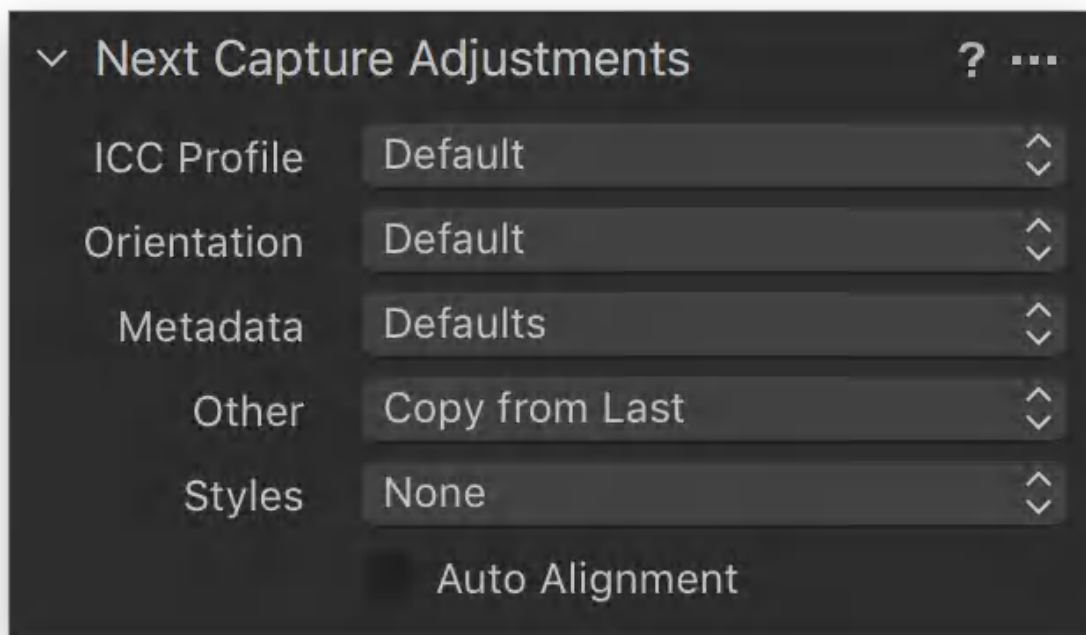 Next Capture Adjustments ? ...
ICC Profile Default
Orientation Default
Metadata Defaults
Other Copy from Last
Styles None
Auto Alignment